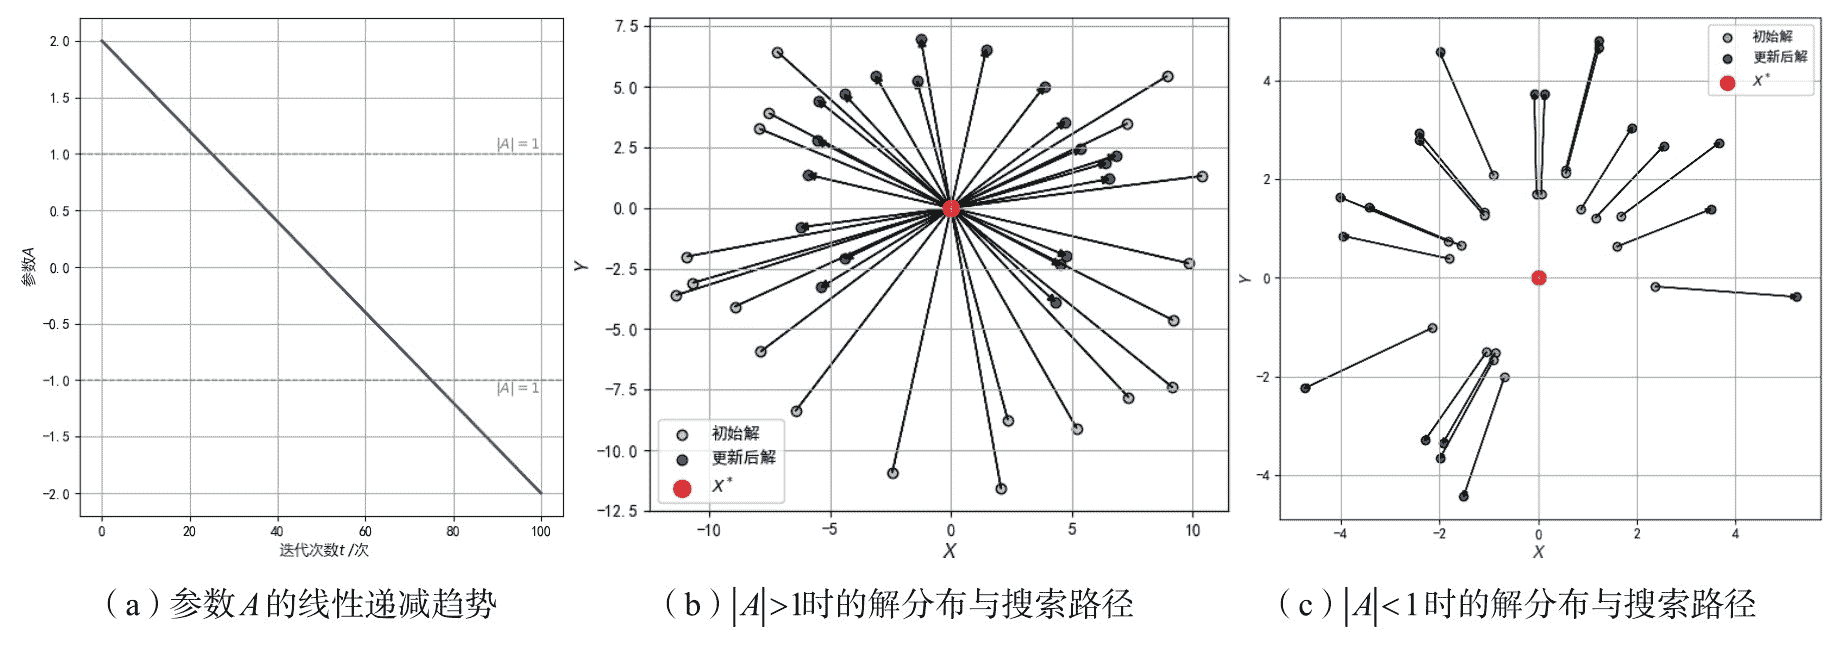 2.0
1.5
1.0
0.5
0.0
−0.5
−1.0
−1.5
−2.0
参数A
|A| = 1
|A| = 1
0 20 40 60 80 100
迭代次数t /次
7.5
5.0
2.5
0.0
−2.5
−5.0
−7.5
−10.0
−12.5
Y
初始解
更新后解
X*
−10 −5 0 5 10
X
4
2
0
−2
−4
Y
初始解
更新后解
X*
−4 −2 0 2 4
X
（a）参数A的线性递减趋势
（b）|A|>1时的解分布与搜索路径
（c）|A|<1时的解分布与搜索路径